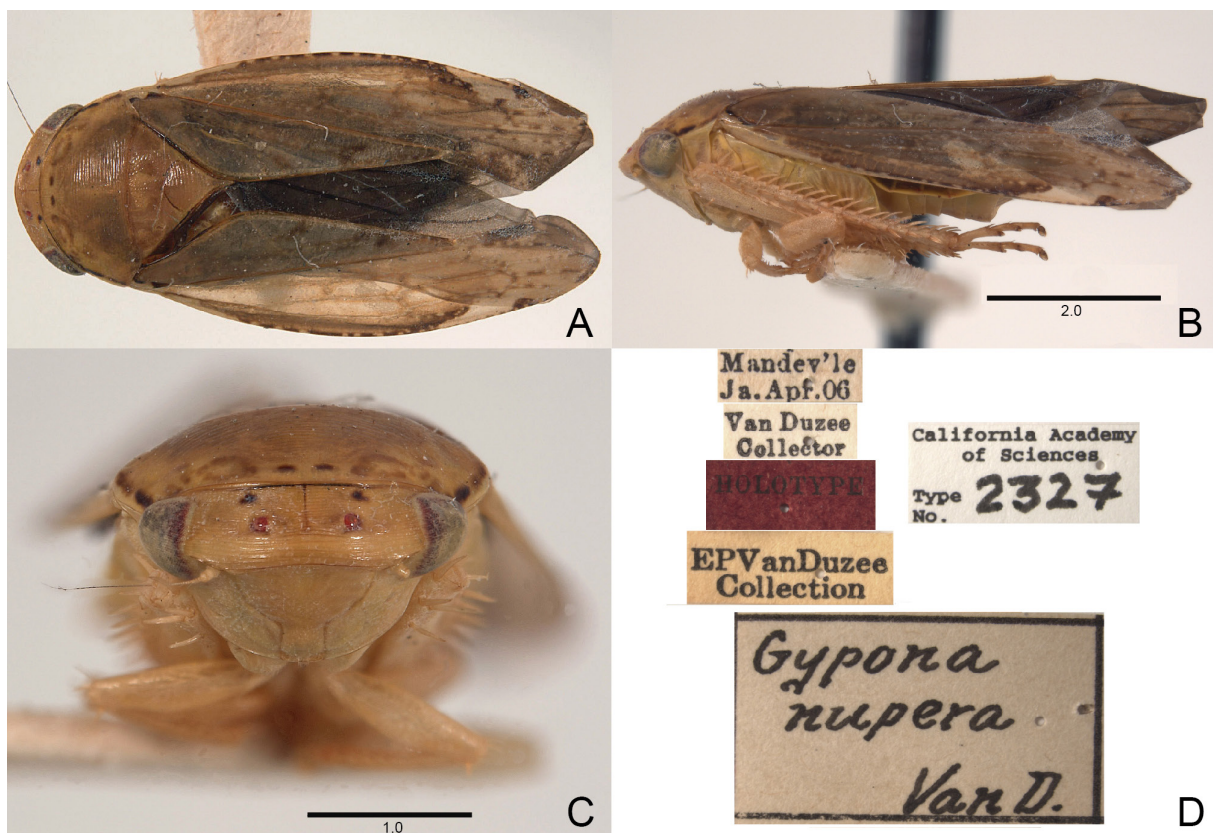 A
B
2.0
C
1.0
Mandev'le
Ja. Apr. 06
Van Duzee
Collector
HOLOTYPE
EPVanDuzee
Collection
California Academy
of Sciences
Type
No. 2327
Gypona
nupera
Van D.
D